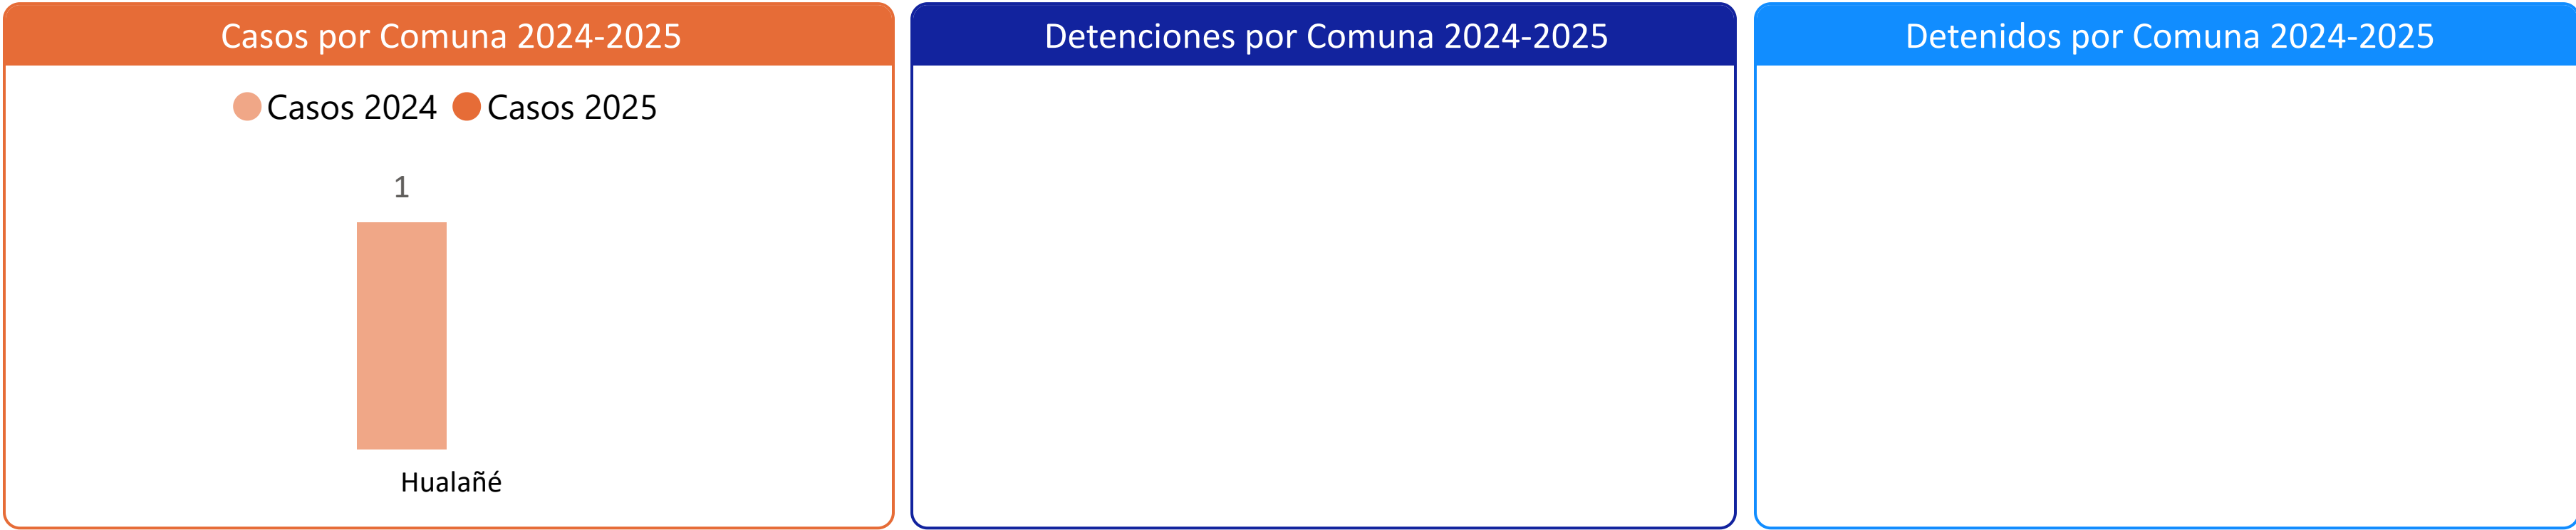 Casos por Comuna 2024-2025
Casos 2024 Casos 2025
1
Hualañé
Detenciones por Comuna 2024-2025
Detenidos por Comuna 2024-2025